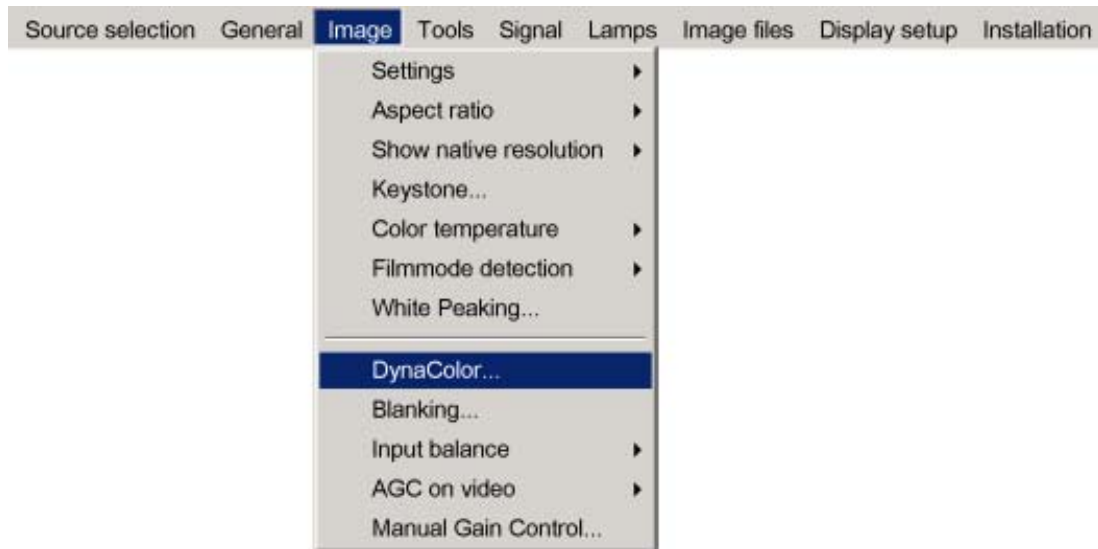 Source selection General Image Tools Signal Lamps Image files Display setup Installation
Settings
Aspect ratio
Show native resolution
Keystone...
Color temperature
Filmmode detection
White Peaking...
DynaColor...
Blanking...
Input balance
AGC on video
Manual Gain Control...